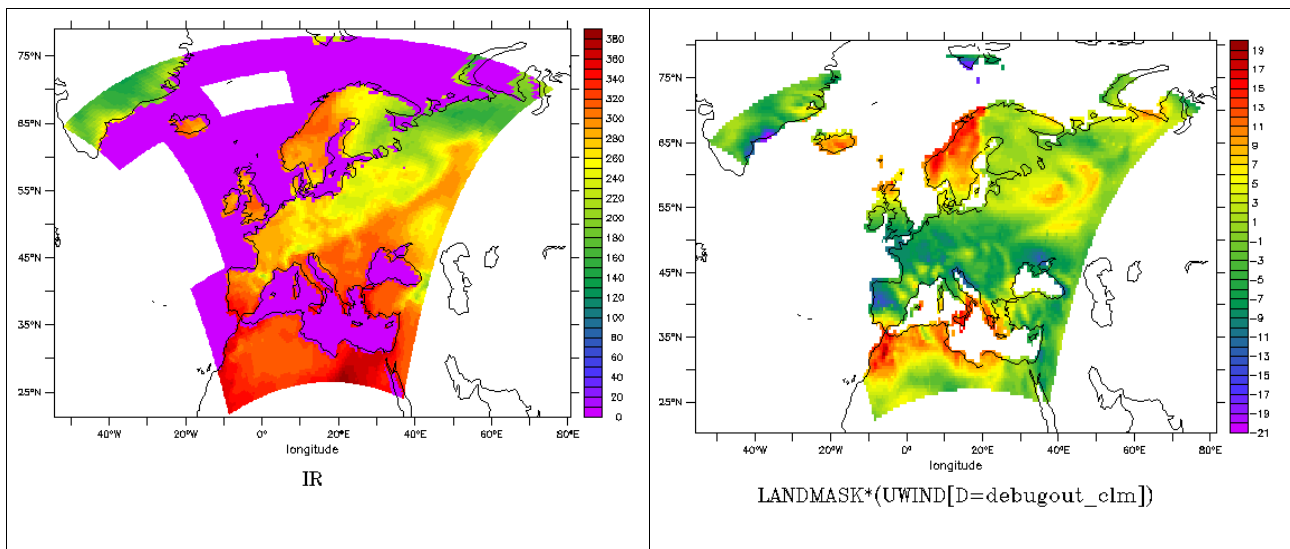 75°N
65°N
55°N
45°N
35°N
25°N
40°W
20°W
0°
20°E
40°E
60°E
80°E
longitude
IR
380
360
340
320
300
280
260
240
220
200
180
160
140
120
100
80
60
40
20
0
75°N
65°N
55°N
45°N
35°N
25°N
40°W
20°W
0°
20°E
40°E
60°E
80°E
longitude
LANDMASK*(UWIND[D=debugout_clm])
19
17
15
13
11
9
7
5
3
1
-1
-3
-5
-7
-9
-11
-13
-15
-17
-19
-21